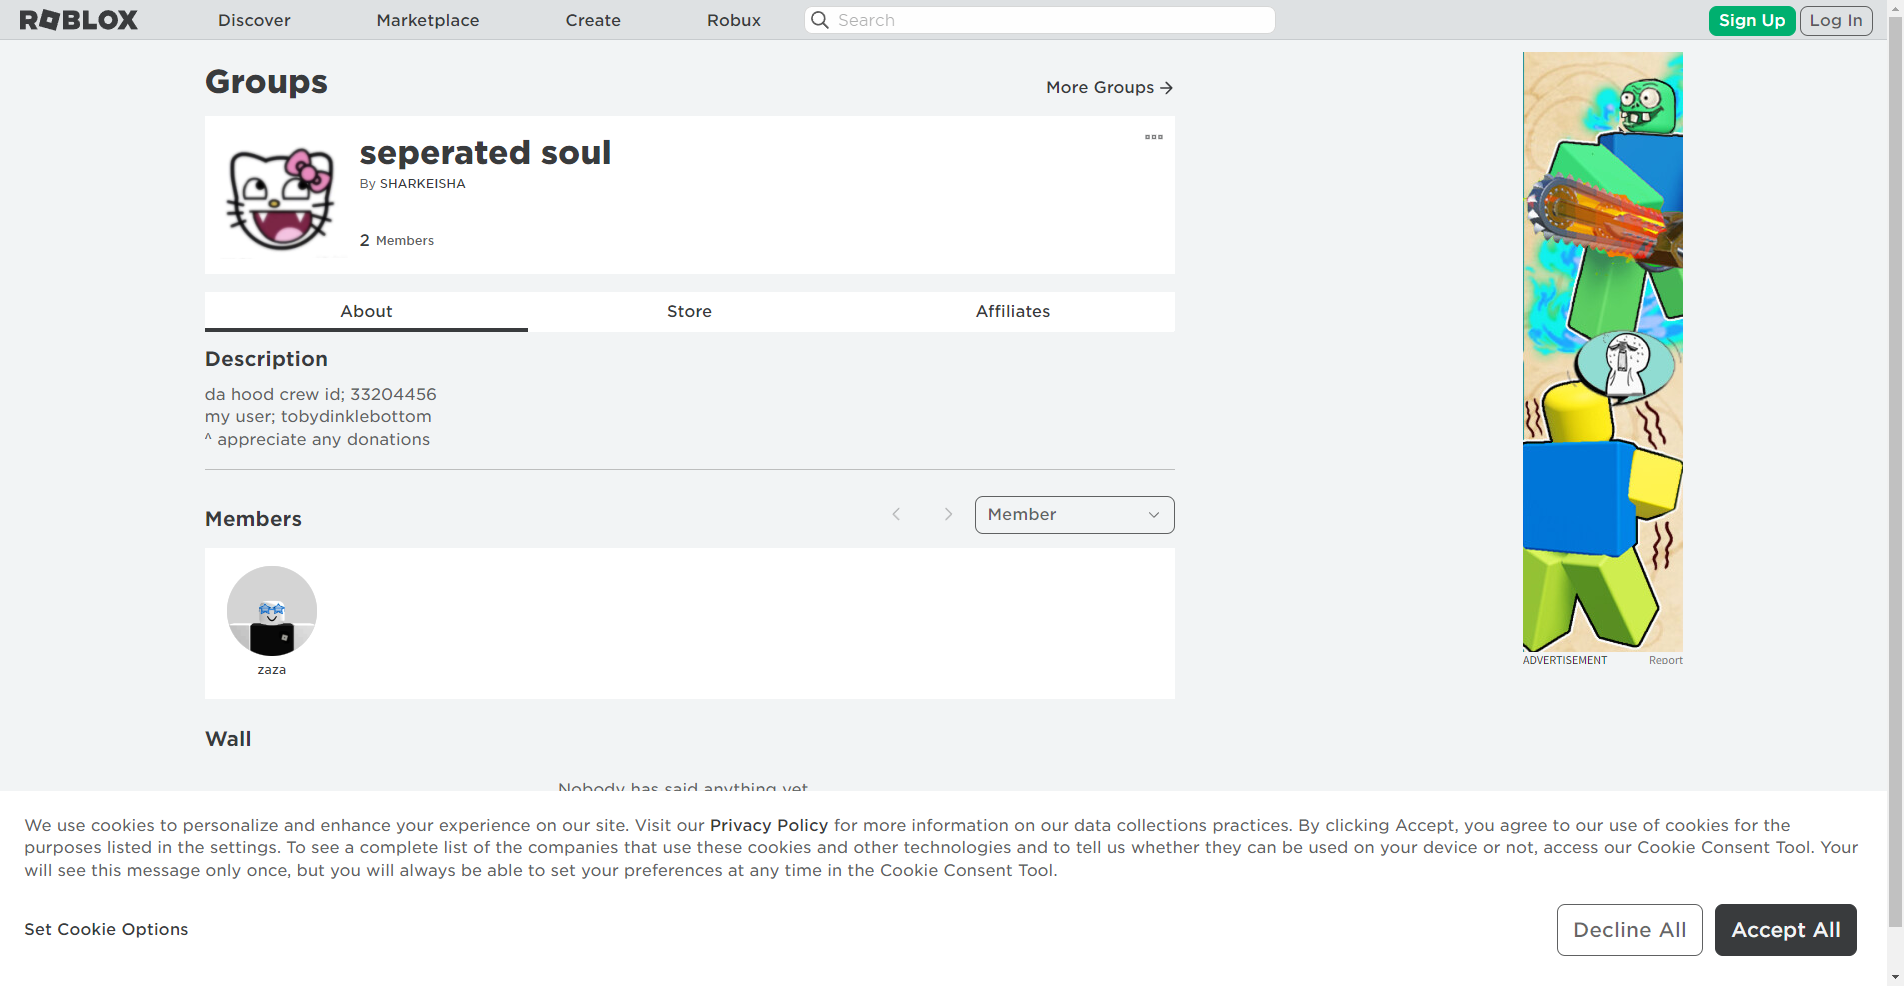 ROBLOX Discover Marketplace Create Robux Search Sign Up Log In
Groups
More Groups →
seperated soul
By SHARKEISHA
2 Members
About Store Affiliates
Description
da hood crew id; 33204456
my user; tobydinklebottom
^ appreciate any donations
Members
Member
zaza
ADVERTISEMENT Report
Wall
Nobody has said anything yet
We use cookies to personalize and enhance your experience on our site. Visit our Privacy Policy for more information on our data collections practices. By clicking Accept, you agree to our use of cookies for the
purposes listed in the settings. To see a complete list of the companies that use these cookies and other technologies and to tell us whether they can be used on your device or not, access our Cookie Consent Tool. Your
will see this message only once, but you will always be able to set your preferences at any time in the Cookie Consent Tool.
Set Cookie Options
Decline All Accept All